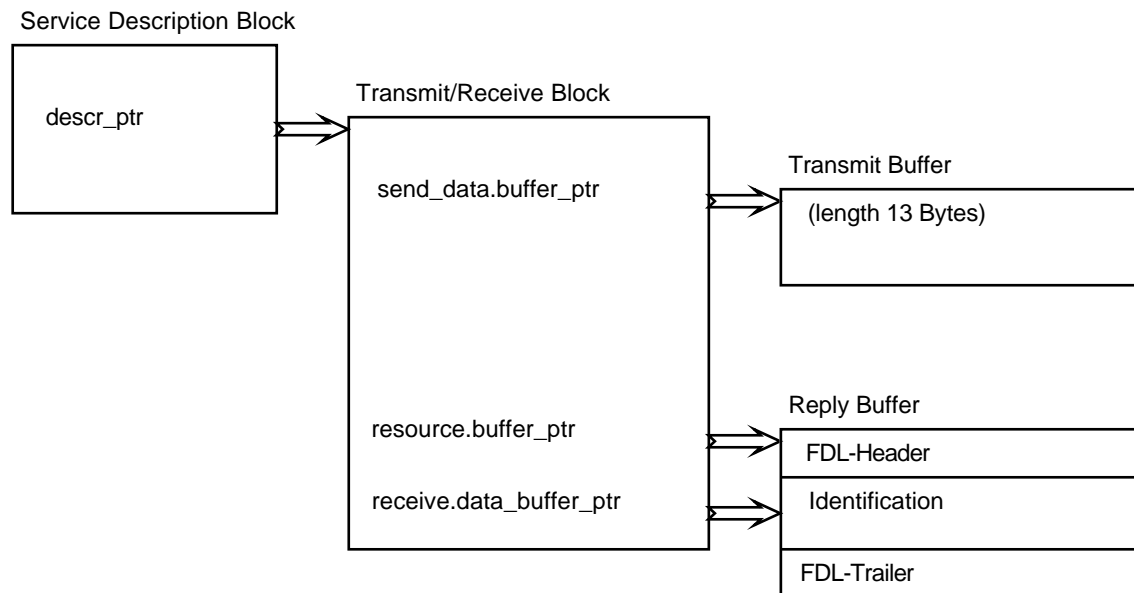 Service Description Block
descr_ptr
Transmit/Receive Block
send_data.buffer_ptr
resource.buffer_ptr
receive.data_buffer_ptr
Transmit Buffer
(length 13 Bytes)
Reply Buffer
FDL-Header
Identification
FDL-Trailer